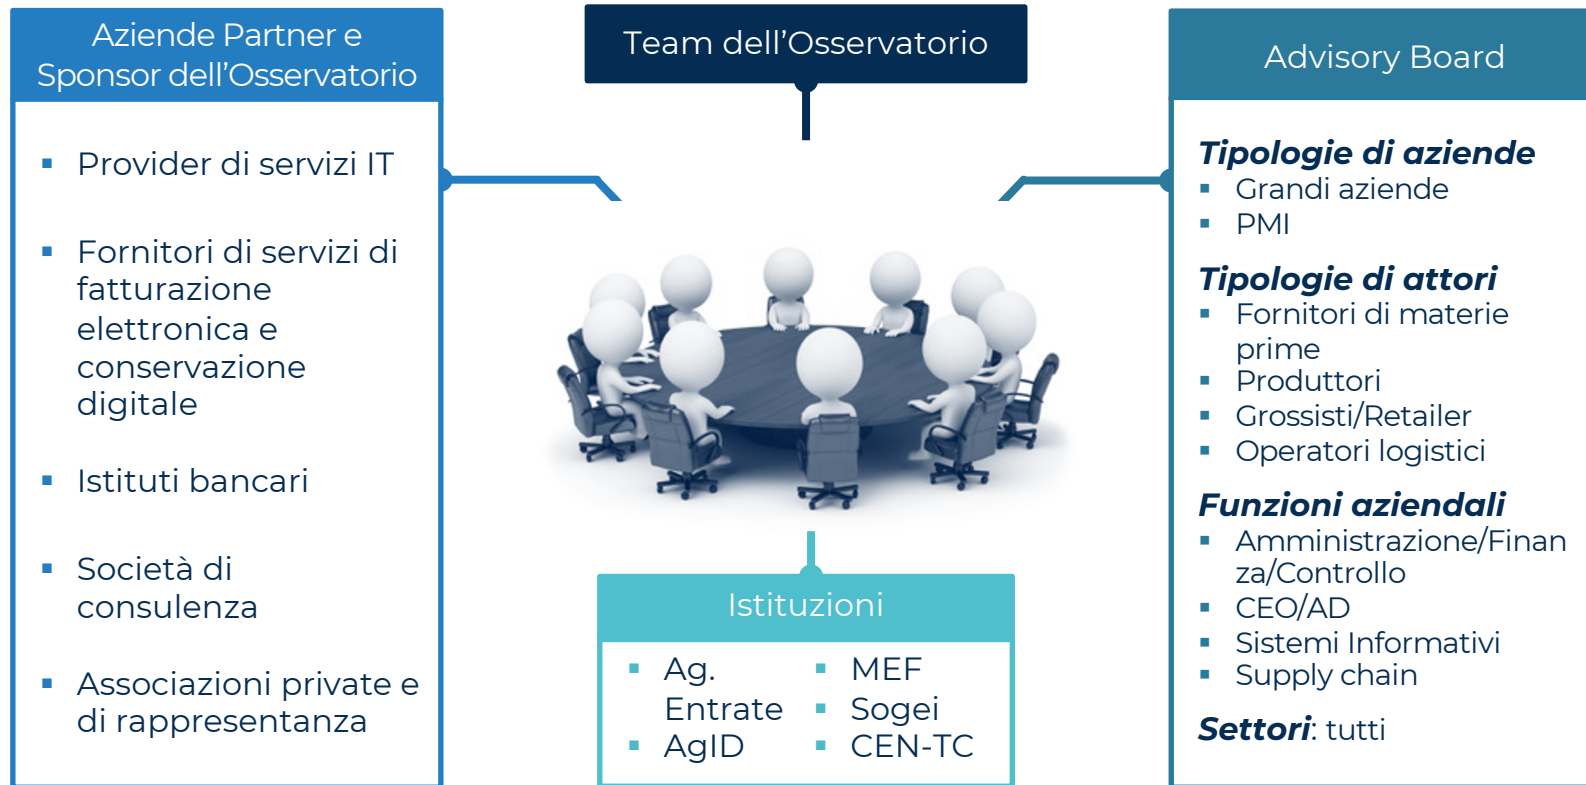 Aziende Partner e
Sponsor dell’Osservatorio
Provider di servizi IT
Fornitori di servizi di
fatturazione
elettronica e
conservazione
digitale
Istituti bancari
Società di
consulenza
Associazioni private e
di rappresentanza
Team dell’Osservatorio
Istituzioni
Ag.
Entrate
AgID
MEF
Sogei
CEN-TC
Advisory Board
Tipologie di aziende
Grandi aziende
PMI
Tipologie di attori
Fornitori di materie
prime
Produttori
Grossisti/Retailer
Operatori logistici
Funzioni aziendali
Amministrazione/Finan
za/Controllo
CEO/AD
Sistemi Informativi
Supply chain
Settori: tutti